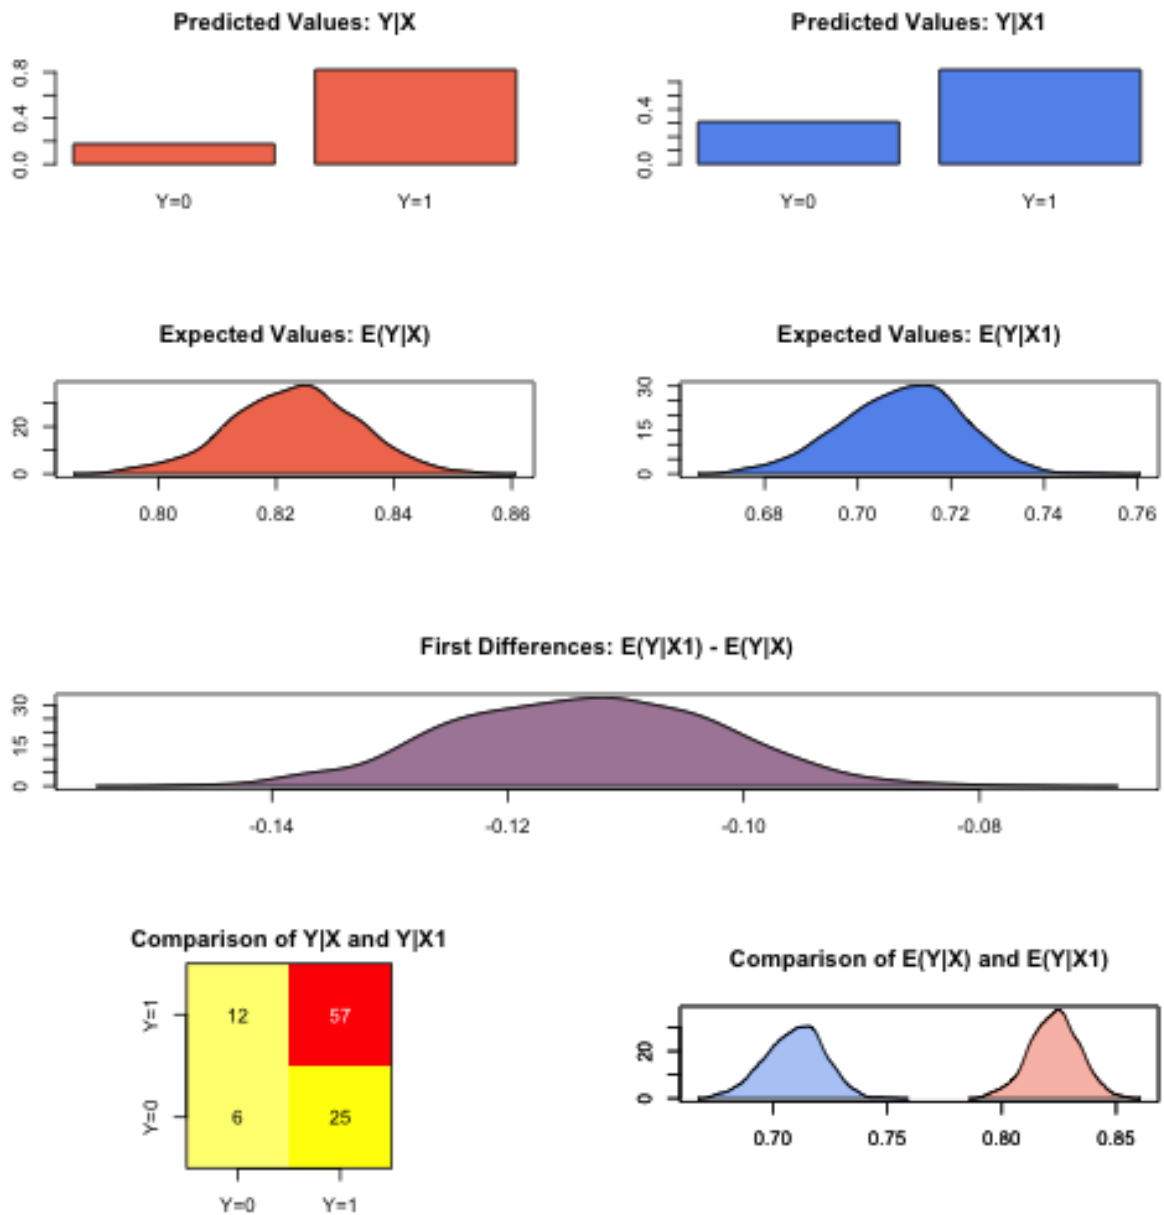 Predicted Values: Y|X
0.0 0.4 0.8
Y=0 Y=1
Predicted Values: Y|X1
0.0 0.4
Y=0 Y=1
Expected Values: E(Y|X)
0 20
0.80 0.82 0.84 0.86
Expected Values: E(Y|X1)
0 15 30
0.68 0.70 0.72 0.74 0.76
First Differences: E(Y|X1) - E(Y|X)
0 15 30
-0.14 -0.12 -0.10 -0.08
Comparison of Y|X and Y|X1
Y=1 12 57
Y=0 6 25
Y=0 Y=1
Comparison of E(Y|X) and E(Y|X1)
0 20
0.70 0.75 0.80 0.85